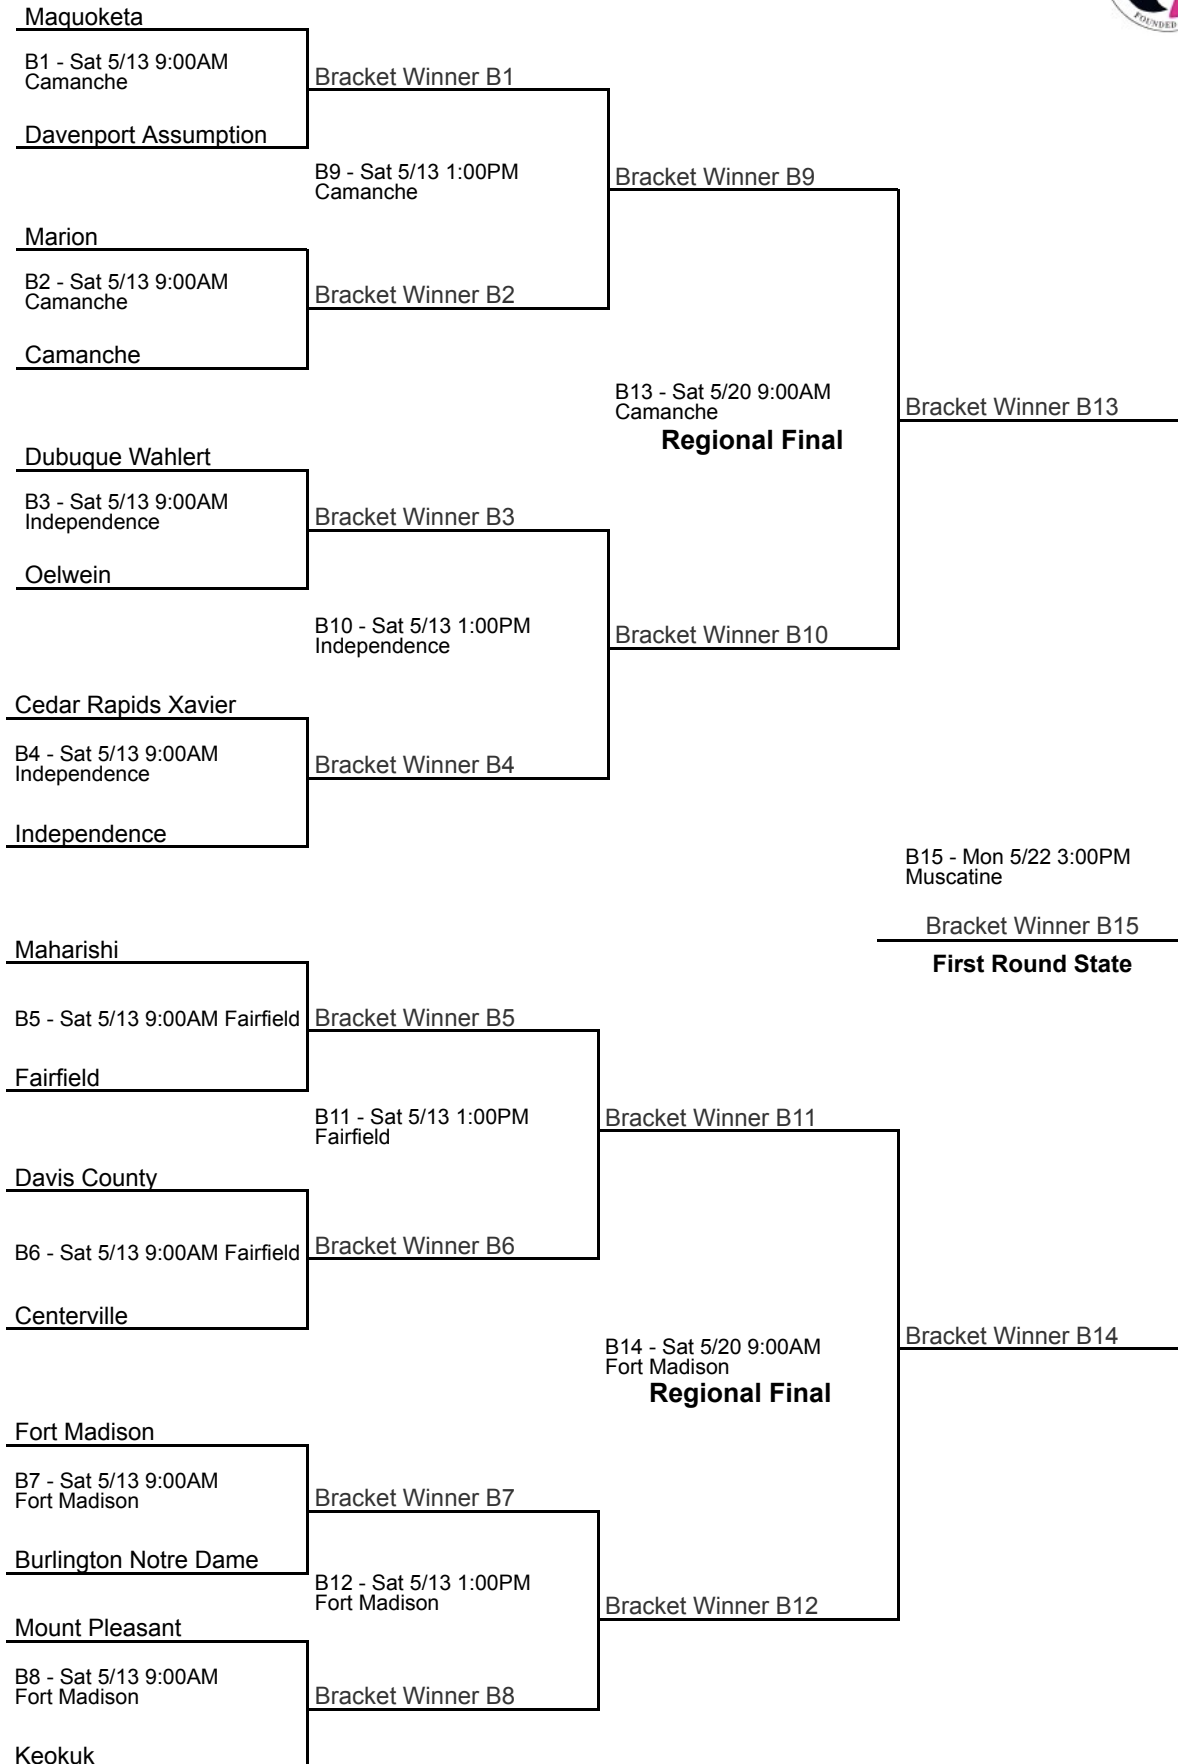 Maquoketa
FOUNDED
B1 - Sat 5/13 9:00AM
Camanche
Bracket Winner B1
Davenport Assumption
B9 - Sat 5/13 1:00PM
Camanche
Bracket Winner B9
Marion
B2 - Sat 5/13 9:00AM
Camanche
Bracket Winner B2
Camanche
B13 - Sat 5/20 9:00AM
Camanche
Regional Final
Bracket Winner B13
Dubuque Wahlert
B3 - Sat 5/13 9:00AM
Independence
Bracket Winner B3
Oelwein
B10 - Sat 5/13 1:00PM
Independence
Bracket Winner B10
Cedar Rapids Xavier
B4 - Sat 5/13 9:00AM
Independence
Bracket Winner B4
Independence
B15 - Mon 5/22 3:00PM
Muscatine
Bracket Winner B15
First Round State
Maharishi
B5 - Sat 5/13 9:00AM Fairfield
Bracket Winner B5
Fairfield
B11 - Sat 5/13 1:00PM
Fairfield
Bracket Winner B11
Davis County
B6 - Sat 5/13 9:00AM Fairfield
Bracket Winner B6
Centerville
B14 - Sat 5/20 9:00AM
Fort Madison
Regional Final
Bracket Winner B14
Fort Madison
B7 - Sat 5/13 9:00AM
Fort Madison
Bracket Winner B7
Burlington Notre Dame
B12 - Sat 5/13 1:00PM
Fort Madison
Bracket Winner B12
Mount Pleasant
B8 - Sat 5/13 9:00AM
Fort Madison
Bracket Winner B8
Keokuk